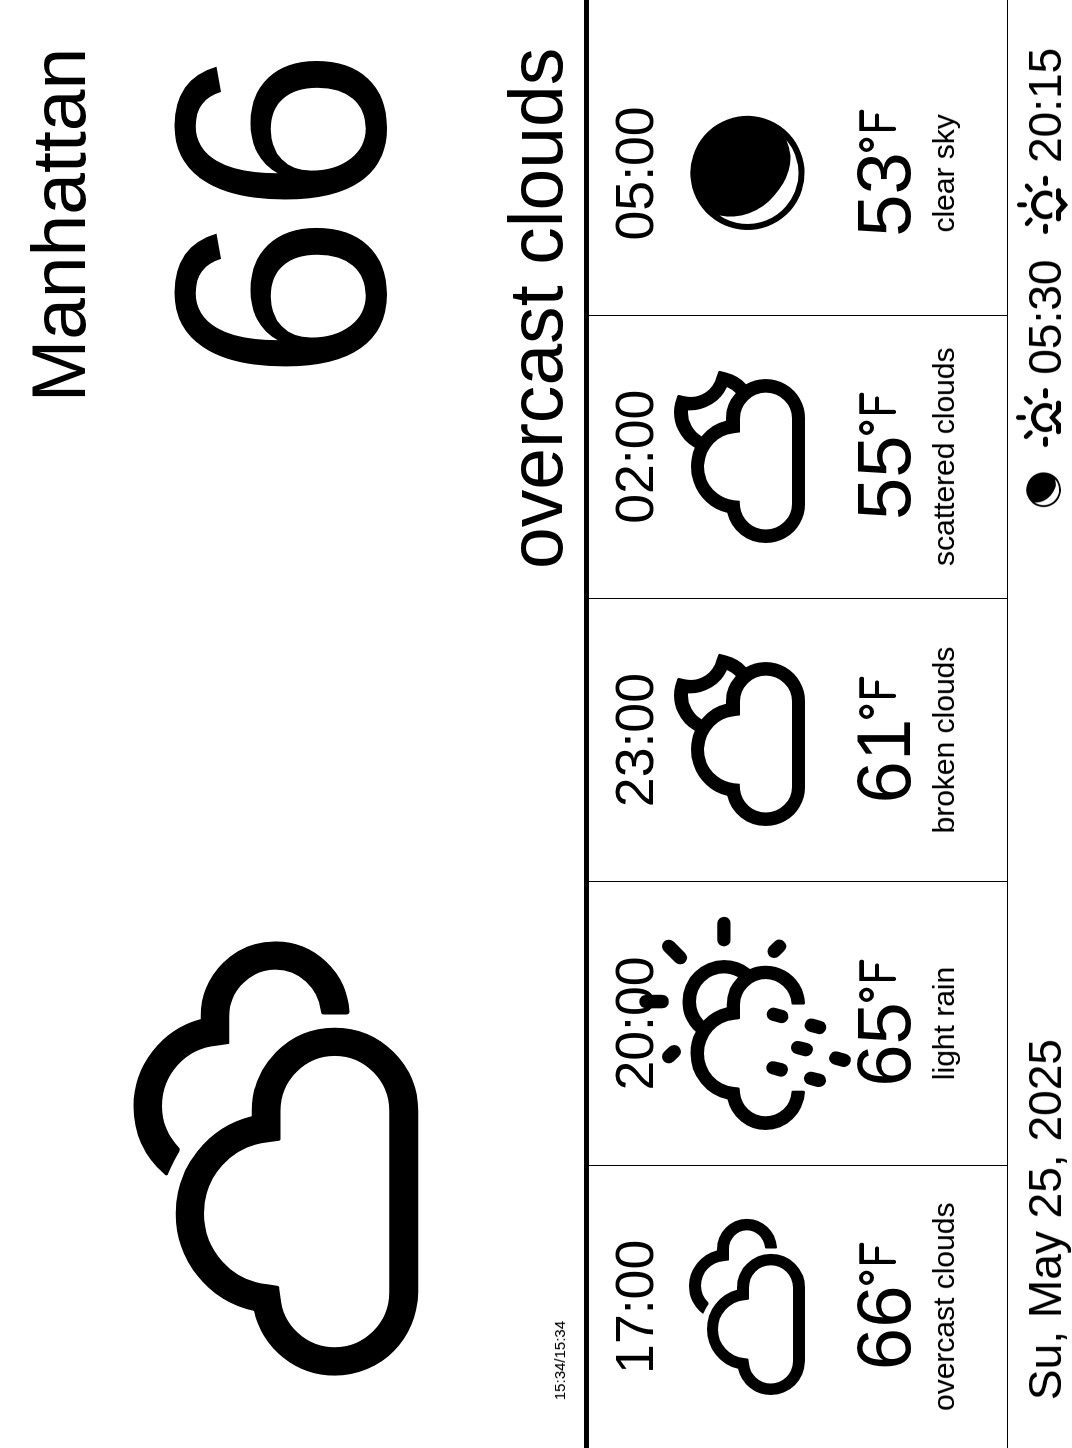 Manhattan
66
15:34/15:34
overcast clouds
17:00
66°F
overcast clouds
20:00
65°F
light rain
23:00
61°F
broken clouds
02:00
55°F
scattered clouds
05:00
53°F
clear sky
Su, May 25, 2025
05:30
20:15